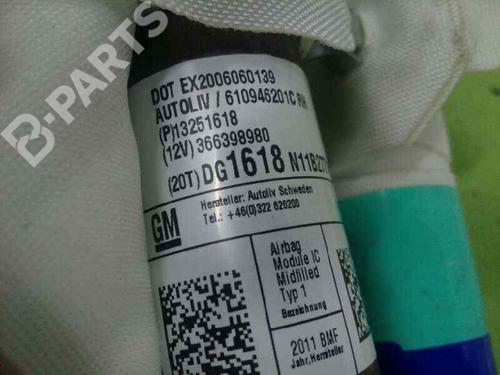 DOT EX2006060139
AUTOLIV / 610946201C RH
(P)13251618
(12V) 366398980
(20T) DG1618
Hersteller: Autoliv Schweden
Tel.: +46(0)322 626200
GM
Airbag
Module IC
Midfilled
Typ 1
Bezeichnung
2011 BMF
Jahr, Hersteller
B-PARTS